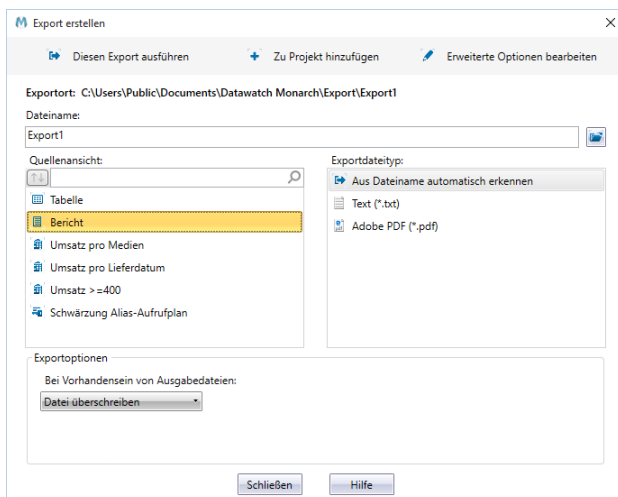 Export erstellen
Diesen Export ausführen
Zu Projekt hinzufügen
Erweiterte Optionen bearbeiten
Exportort: C:\Users\Public\Documents\Datawatch Monarch\Export\Export1
Dateiname:
Export1
Quellenansicht:
Tabelle
Bericht
Umsatz pro Medien
Umsatz pro Lieferdatum
Umsatz >=400
Schwärzung Alias-Aufrufplan
Exportdateityp:
Aus Dateiname automatisch erkennen
Text (*.txt)
Adobe PDF (*.pdf)
Exportoptionen
Bei Vorhandensein von Ausgabedateien:
Datei überschreiben
Schließen
Hilfe